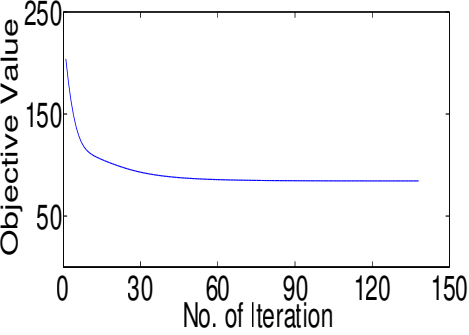 Objective Value
250
150
50
0 30 60 90 120 150
No. of Iteration